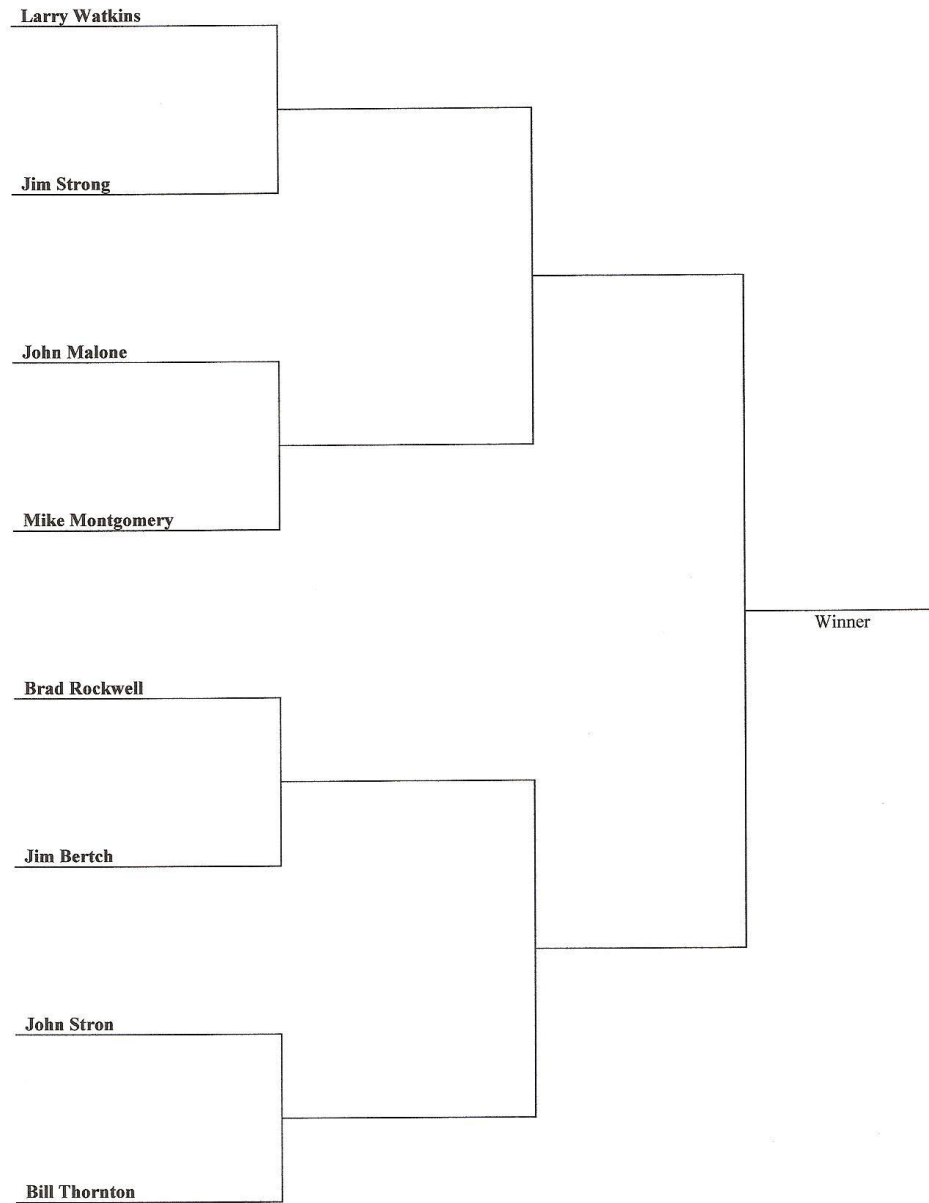 Larry Watkins
Jim Strong
John Malone
Mike Montgomery
Winner
Brad Rockwell
Jim Bertch
John Stron
Bill Thornton